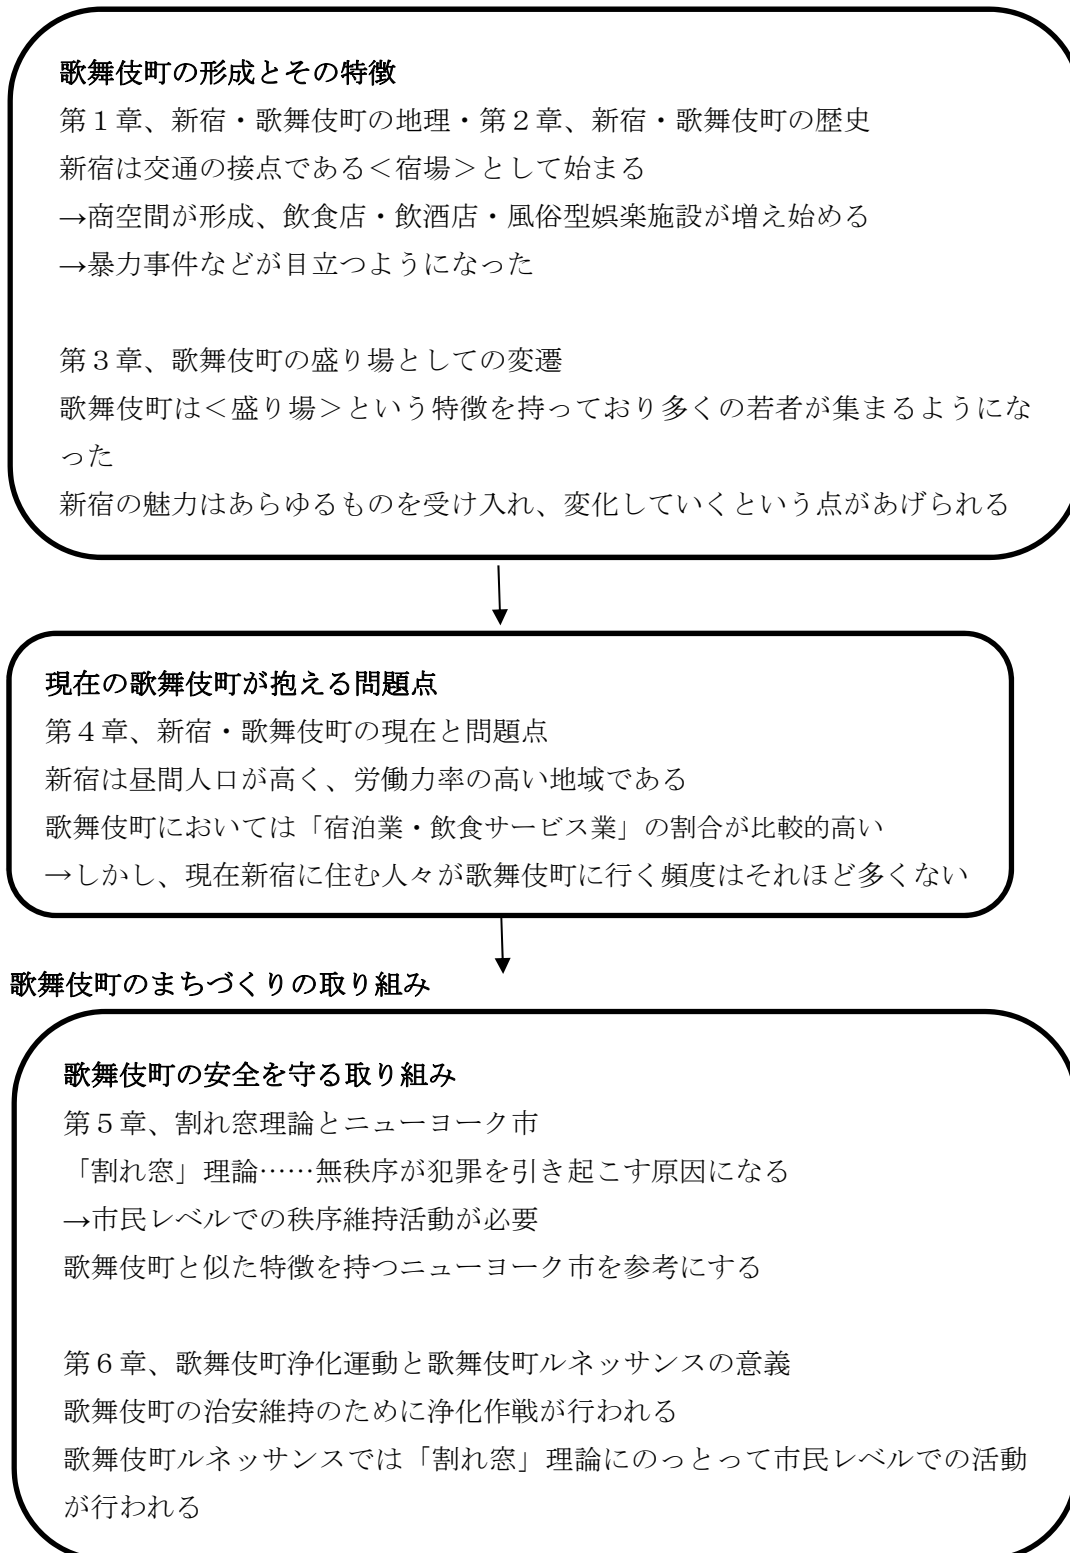 歌舞伎町の形成とその特徴
第１章、新宿・歌舞伎町の地理・第２章、新宿・歌舞伎町の歴史
新宿は交通の接点である＜宿場＞として始まる
→商空間が形成、飲食店・飲酒店・風俗型娯楽施設が増え始める
→暴力事件などが目立つようになった
第３章、歌舞伎町の盛り場としての変遷
歌舞伎町は＜盛り場＞という特徴を持っており多くの若者が集まるようにな
った
新宿の魅力はあらゆるものを受け入れ、変化していくという点があげられる
現在の歌舞伎町が抱える問題点
第４章、新宿・歌舞伎町の現在と問題点
新宿は昼間人口が高く、労働力率の高い地域である
歌舞伎町においては「宿泊業・飲食サービス業」の割合が比較的高い
→しかし、現在新宿に住む人々が歌舞伎町に行く頻度はそれほど多くない
歌舞伎町のまちづくりの取り組み
歌舞伎町の安全を守る取り組み
第５章、割れ窓理論とニューヨーク市
「割れ窓」理論……無秩序が犯罪を引き起こす原因になる
→市民レベルでの秩序維持活動が必要
歌舞伎町と似た特徴を持つニューヨーク市を参考にする
第６章、歌舞伎町浄化運動と歌舞伎町ルネッサンスの意義
歌舞伎町の治安維持のために浄化作戦が行われる
歌舞伎町ルネッサンスでは「割れ窓」理論にのっとって市民レベルでの活動
が行われる